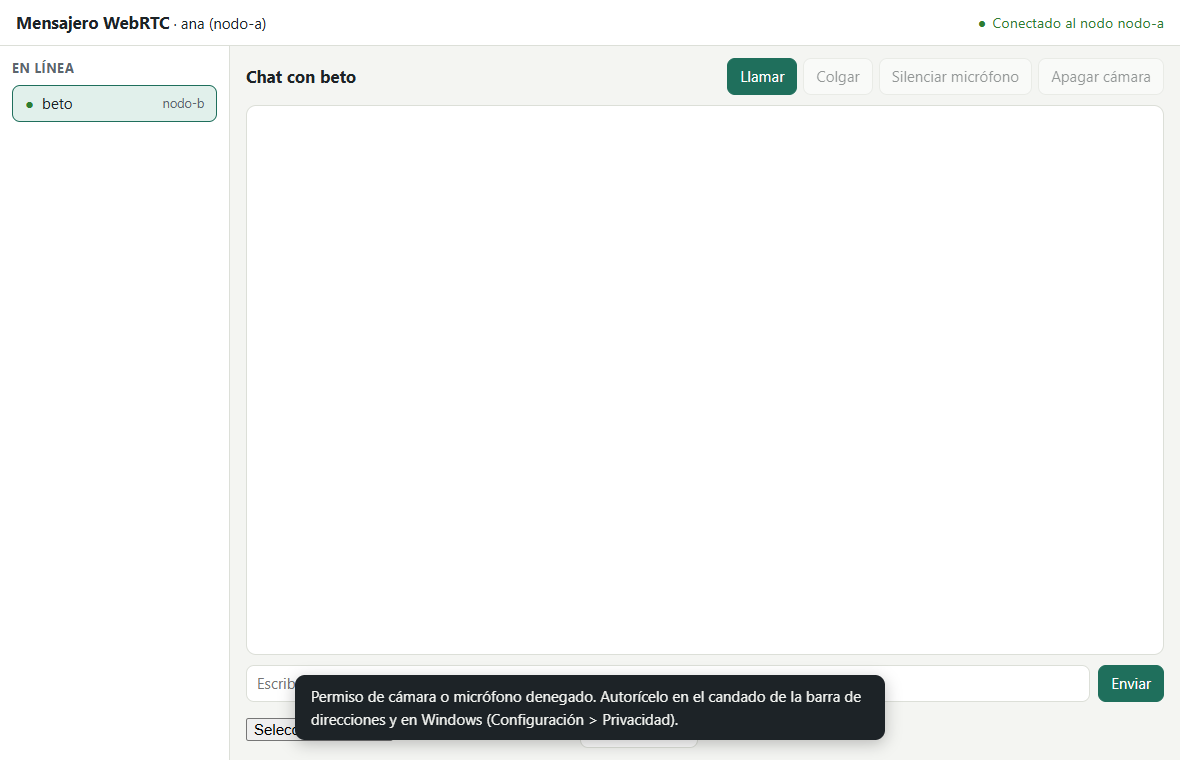 Mensajero WebRTC · ana (nodo-a)
● Conectado al nodo nodo-a
EN LÍNEA
● beto nodo-b
Chat con beto
Llamar
Colgar
Silenciar micrófono
Apagar cámara
Enviar
Permiso de cámara o micrófono denegado. Autorícelo en el candado de la barra de
direcciones y en Windows (Configuración > Privacidad).